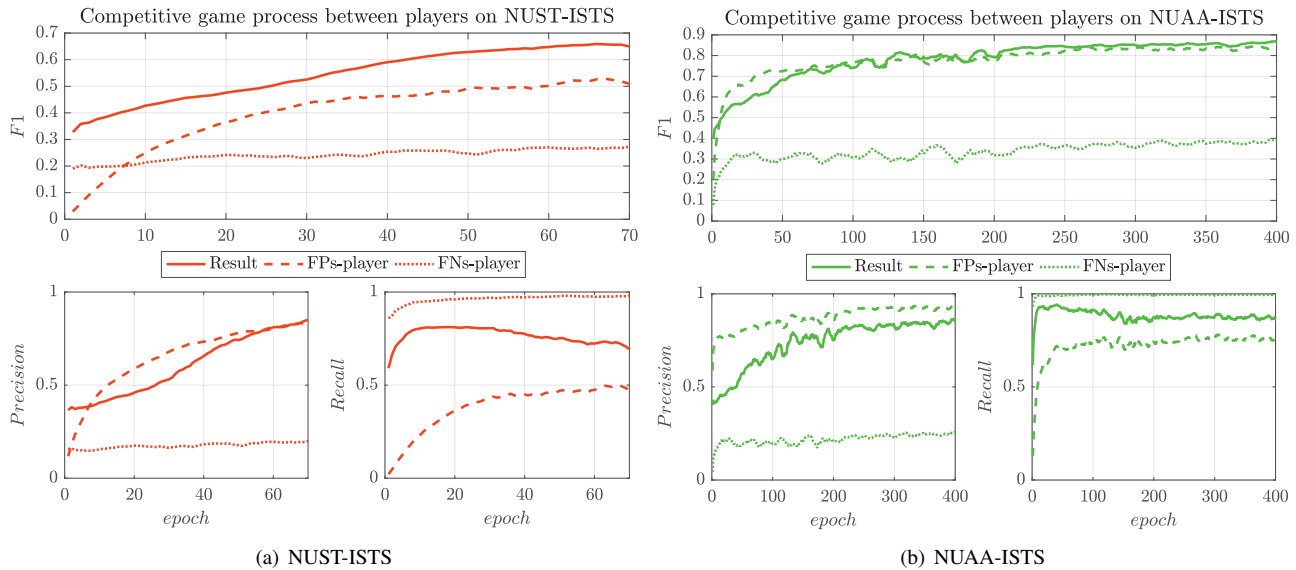 Competitive game process between players on NUST-ISTS
0.7
0.6
0.5
0.4
0.3
0.2
0.1
0
F1
0 10 20 30 40 50 60 70
Result FPs-player FNs-player
1
0.5
0
Precision
0 20 40 60
epoch
1
0.5
0
Recall
0 20 40 60
epoch
(a) NUST-ISTS
Competitive game process between players on NUAA-ISTS
0.9
0.8
0.7
0.6
0.5
0.4
0.3
0.2
0.1
0
F1
0 50 100 150 200 250 300 350 400
Result FPs-player FNs-player
1
0.5
0
Precision
0 100 200 300 400
epoch
1
0.5
0
Recall
0 100 200 300 400
epoch
(b) NUAA-ISTS